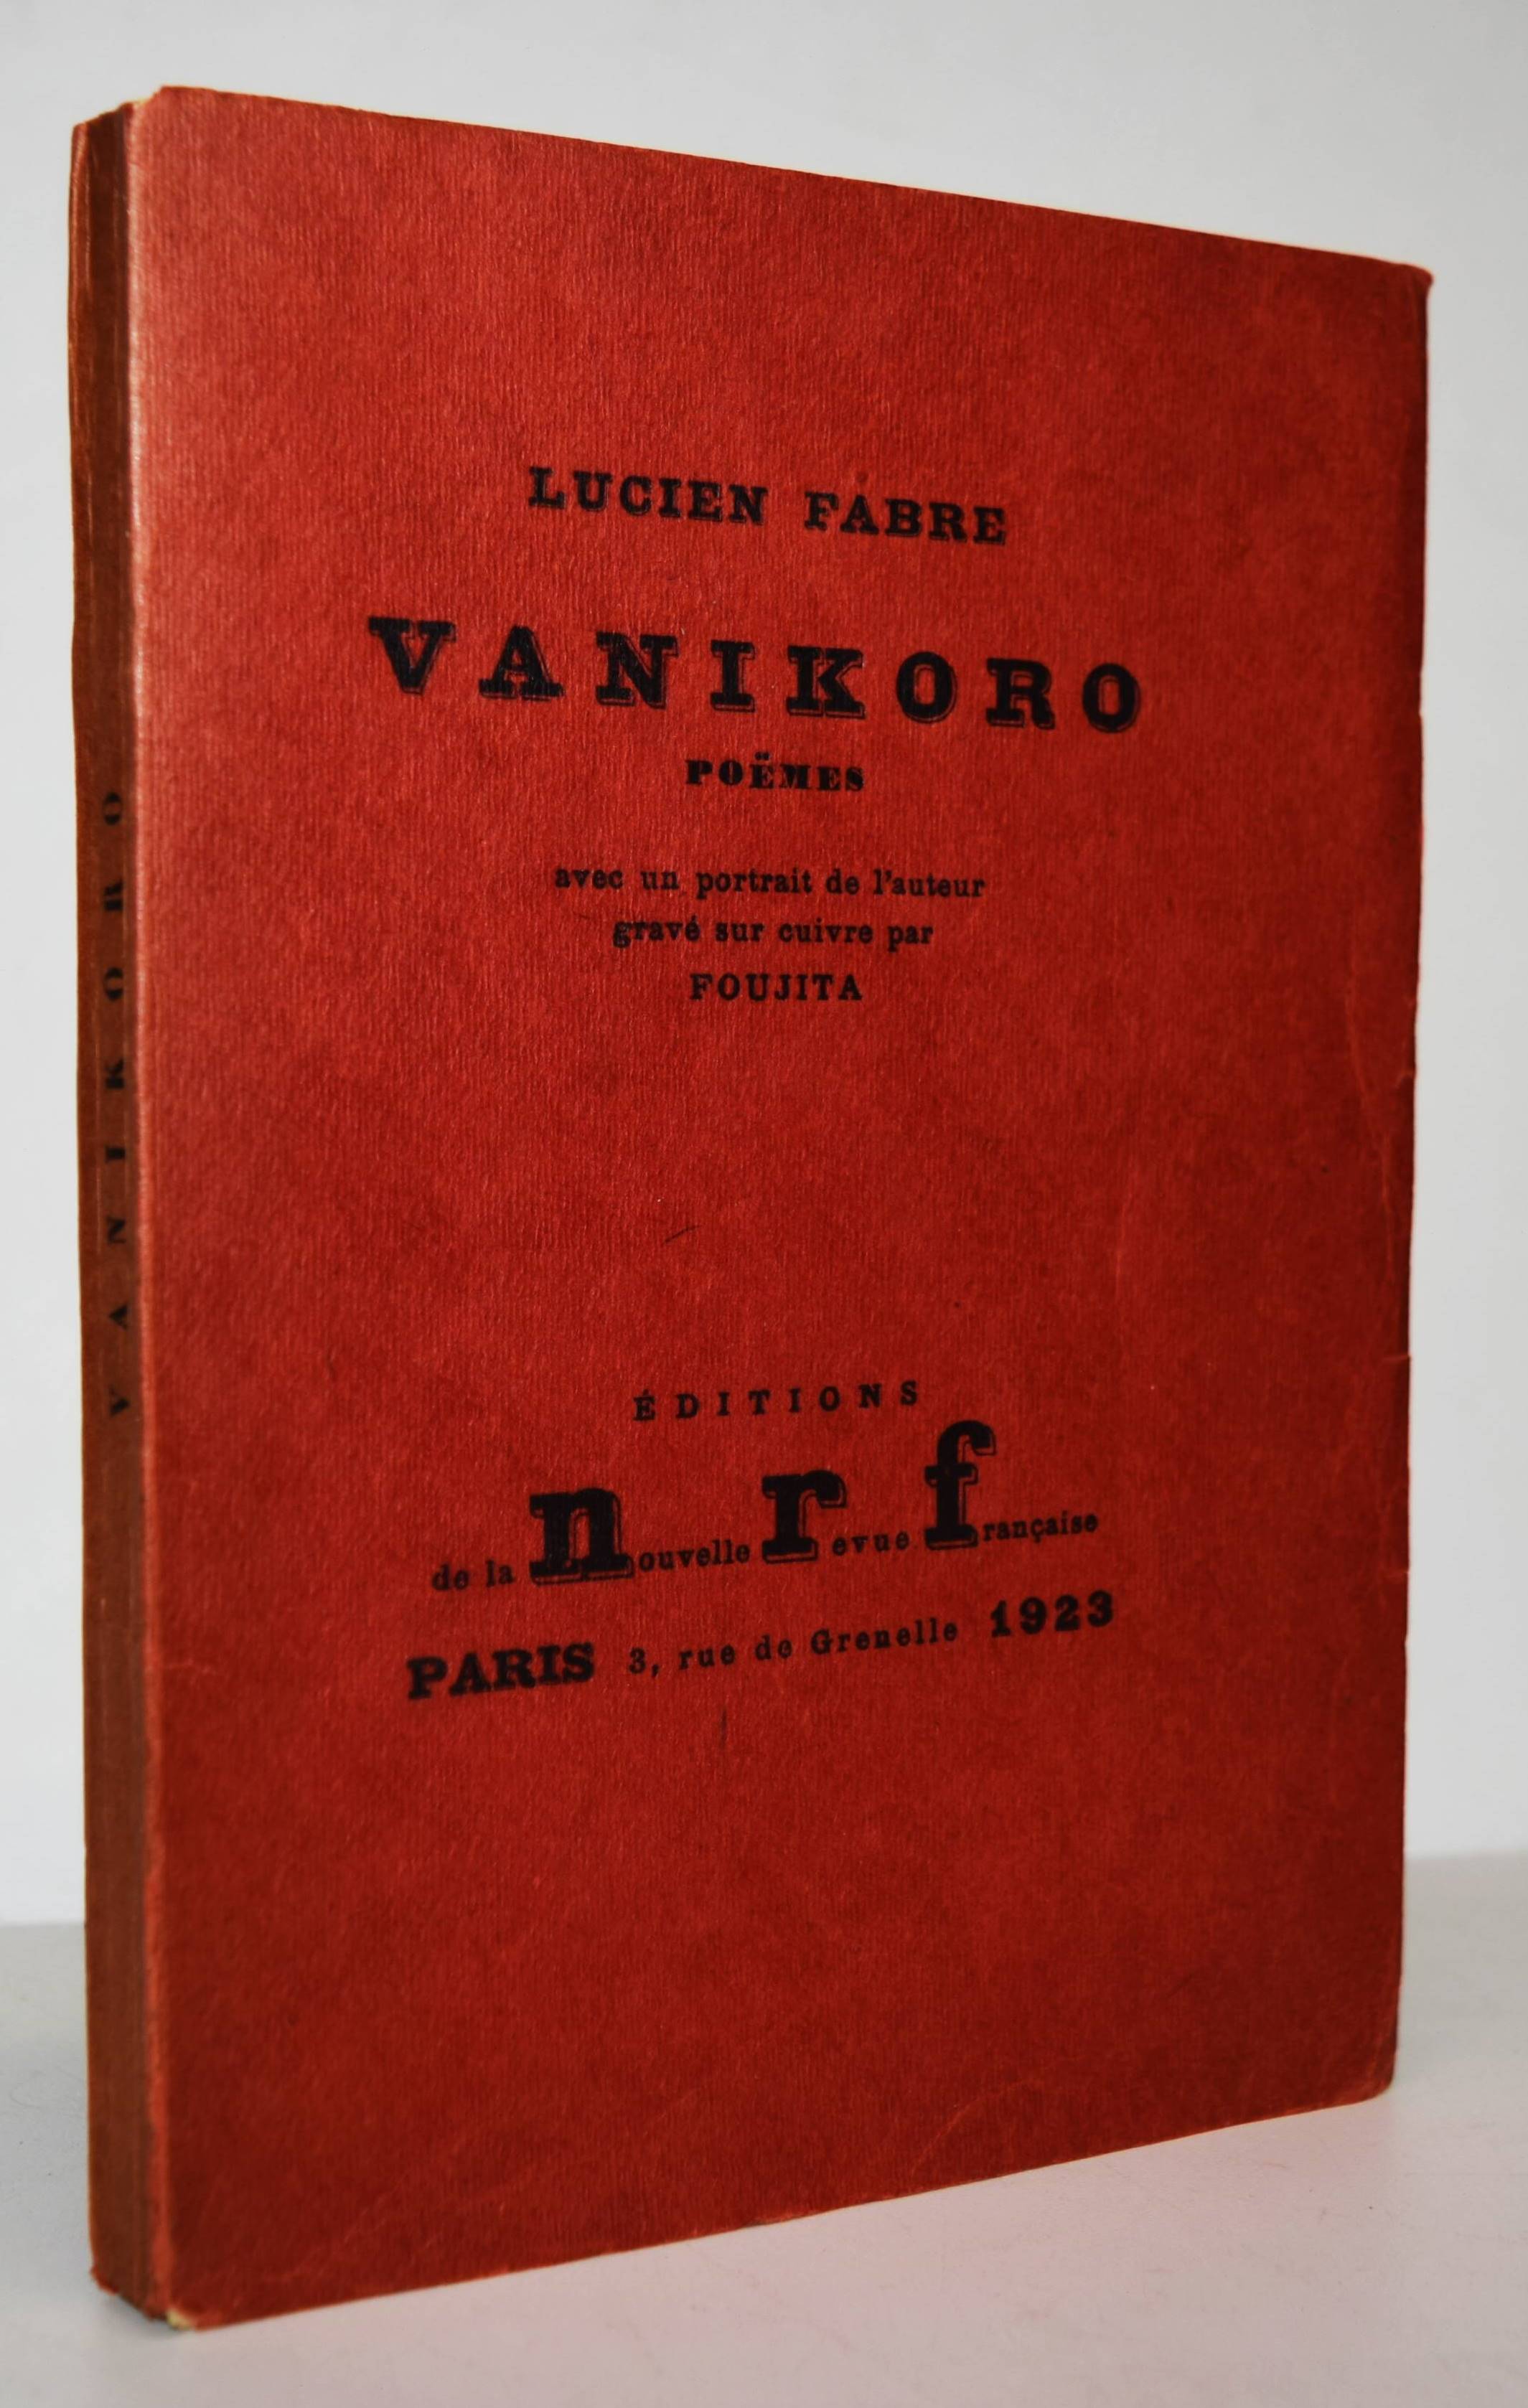 LUCIEN FABRE
VANIKORO
POËMES
avec un portrait de l'auteur
gravé sur cuivre par
FOUJITA
ÉDITIONS
de la nouvelle revue française
PARIS 3, rue de Grenelle 1923
VANIKORO